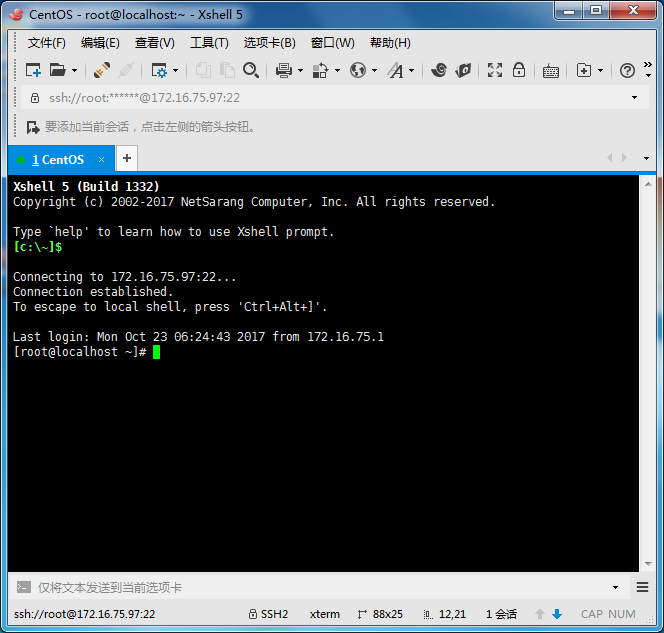 CentOS - root@localhost:~ - Xshell 5
文件(F) 编辑(E) 查看(V) 工具(T) 选项卡(B) 窗口(W) 帮助(H)
ssh://root:******@172.16.75.97:22
要添加当前会话，点击左侧的箭头按钮。
1 CentOS × +
Xshell 5 (Build 1332)
Copyright (c) 2002-2017 NetSarang Computer, Inc. All rights reserved.
Type `help' to learn how to use Xshell prompt.
[c:\~]$
Connecting to 172.16.75.97:22...
Connection established.
To escape to local shell, press 'Ctrl+Alt+]'.
Last login: Mon Oct 23 06:24:43 2017 from 172.16.75.1
[root@localhost ~]#
仅将文本发送到当前选项卡
ssh://root@172.16.75.97:22 SSH2 xterm 88x25 12,21 1 会话 CAP NUM